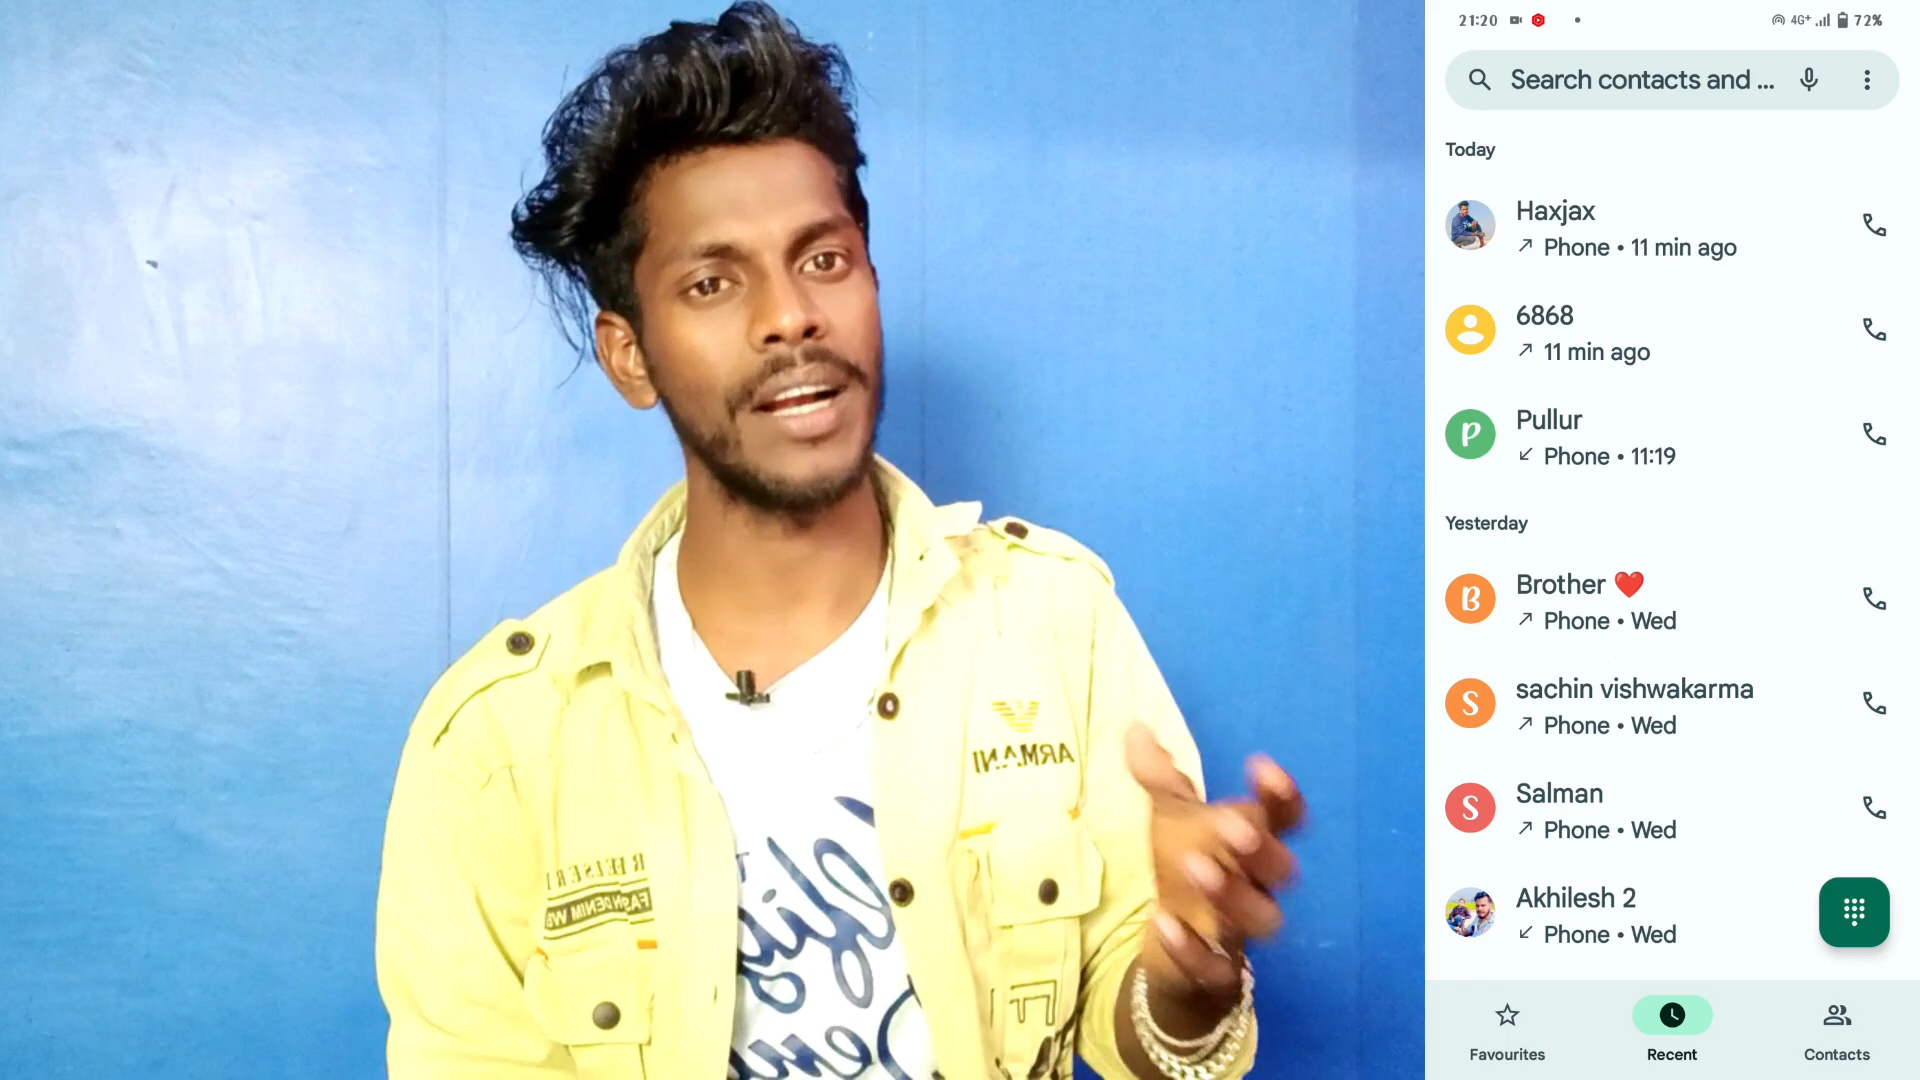 ARMANI
21:20
4G+
72%
Search contacts and ...
Today
Haxjax
Phone • 11 min ago
6868
11 min ago
Pullur
Phone • 11:19
Yesterday
Brother ❤️
Phone • Wed
sachin vishwakarma
Phone • Wed
Salman
Phone • Wed
Akhilesh 2
Phone • Wed
Favourites
Recent
Contacts